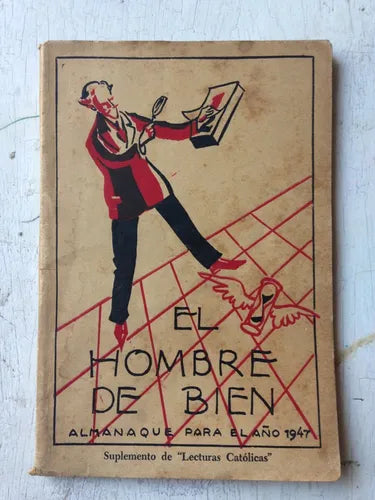 EL
HOMBRE
DE BIEN
ALMANAQUE PARA EL AÑO 1947
Suplemento de "Lecturas Católicas"